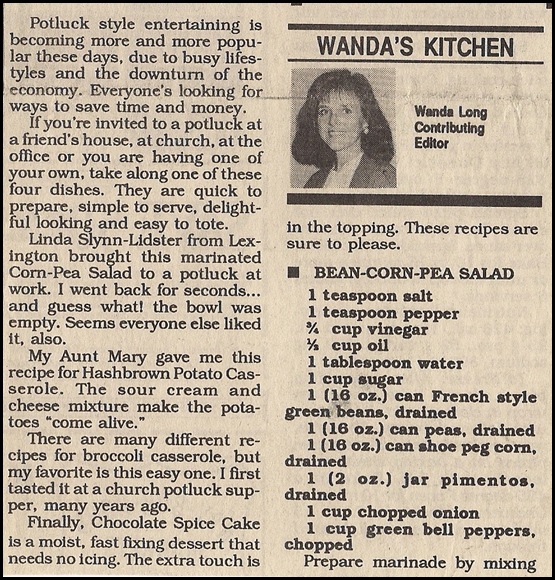 Potluck style entertaining is
becoming more and more popu-
lar these days, due to busy lifes-
tyles and the downturn of the
economy. Everyone's looking for
ways to save time and money.
If you're invited to a potluck at
a friend's house, at church, at the
office or you are having one of
your own, take along one of these
four dishes. They are quick to
prepare, simple to serve, delight-
ful looking and easy to tote.
Linda Slynn-Lidster from Lex-
ington brought this marinated
Corn-Pea Salad to a potluck at
work. I went back for seconds...
and guess what! the bowl was
empty. Seems everyone else liked
it, also.
My Aunt Mary gave me this
recipe for Hashbrown Potato Cas-
serole. The sour cream and
cheese mixture make the pota-
toes "come alive."
There are many different re-
cipes for broccoli casserole, but
my favorite is this easy one. I first
tasted it at a church potluck sup-
per, many years ago.
Finally, Chocolate Spice Cake
is a moist, fast fixing dessert that
needs no icing. The extra touch is
WANDA'S KITCHEN
Wanda Long
Contributing
Editor
in the topping. These recipes are
sure to please.
■ BEAN-CORN-PEA SALAD
1 teaspoon salt
1 teaspoon pepper
¾ cup vinegar
½ cup oil
1 tablespoon water
1 cup sugar
1 (16 oz.) can French style
green beans, drained
1 (16 oz.) can peas, drained
1 (16 oz.) can shoe peg corn,
drained
1 (2 oz.) jar pimentos,
drained
1 cup chopped onion
1 cup green bell peppers,
chopped
Prepare marinade by mixing